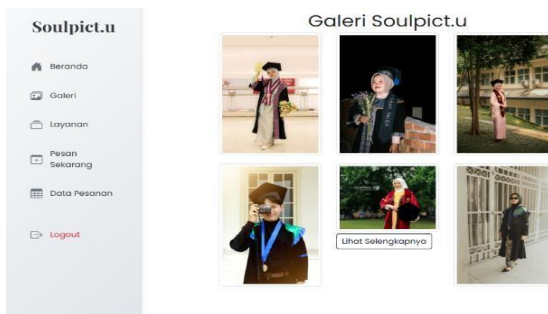 Soulpict.u
Beranda
Galeri
Layanan
Pesan
Sekarang
Data Pesanan
Logout
Galeri Soulpict.u
Lihat Selengkapnya